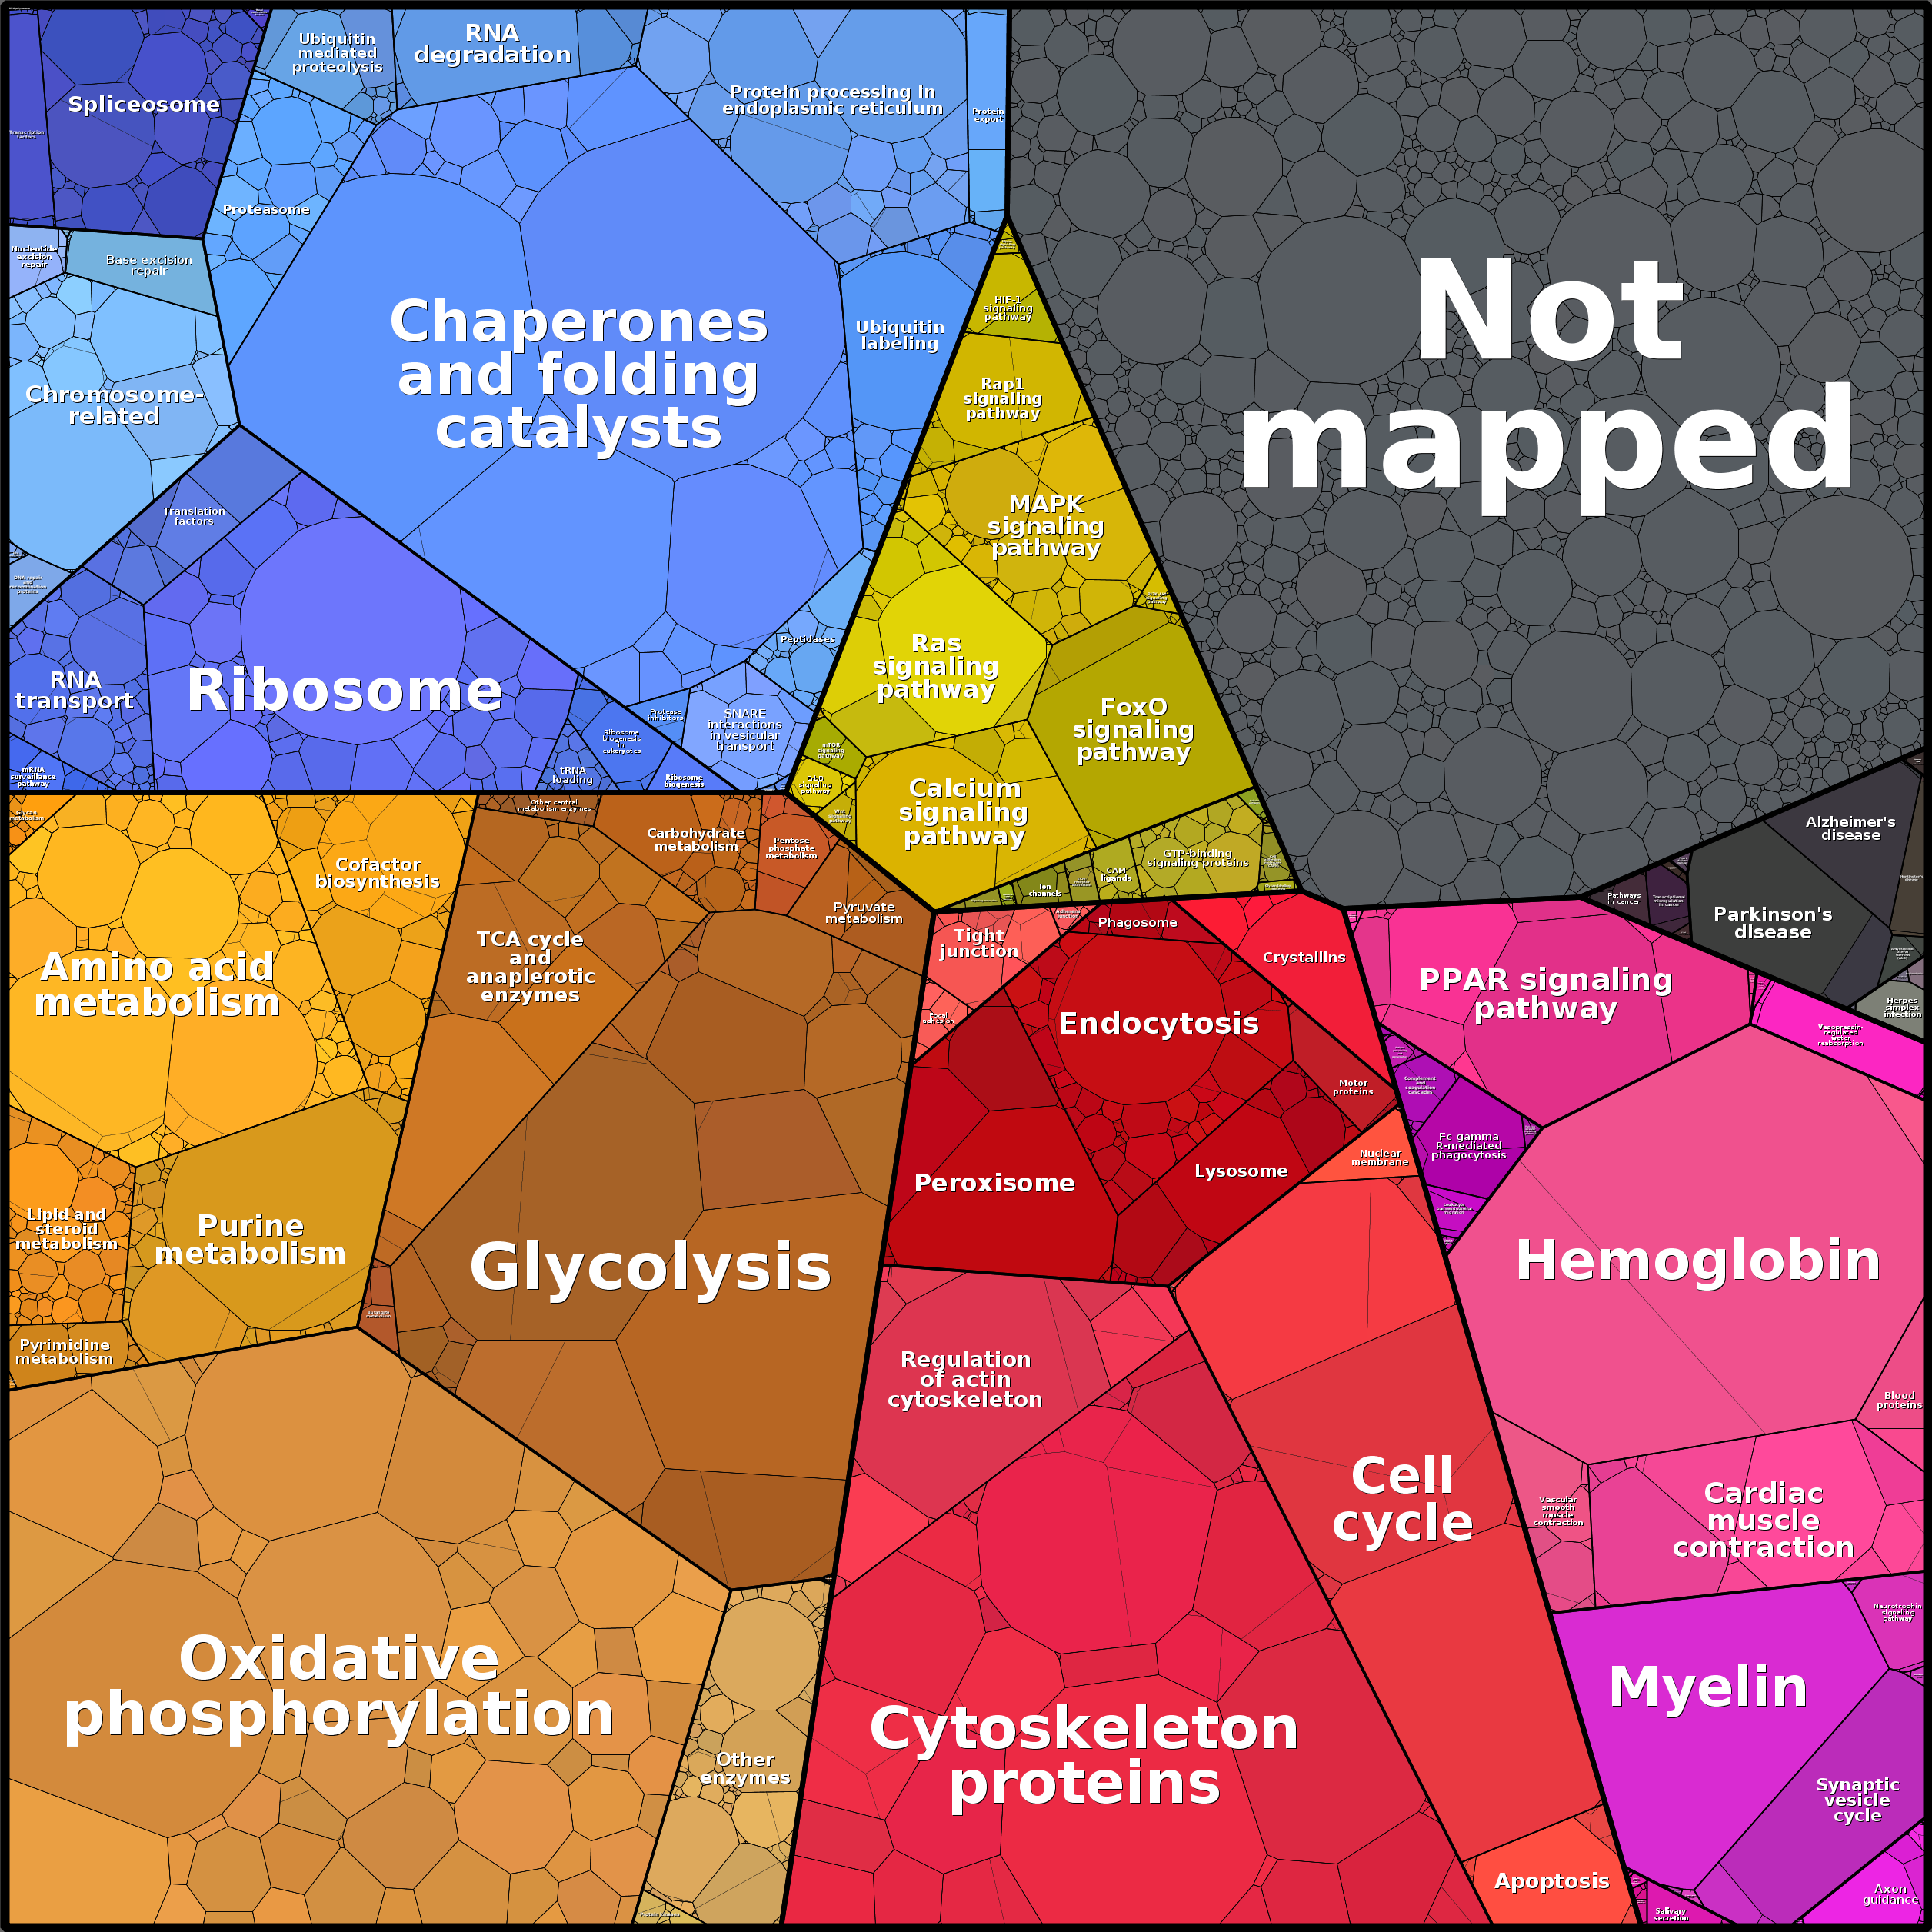 Spliceosome
Transcription
factors
Ubiquitin
mediated
proteolysis
RNA
degradation
Protein processing in
endoplasmic reticulum
Protein
export
Proteasome
Nucleotide
excision
repair
Base excision
repair
Chromosome-
related
Chaperones
and folding
catalysts
Ubiquitin
labeling
Translation
factors
DNA repair
and
recombination
proteins
RNA
transport
Ribosome
mRNA
surveillance
pathway
tRNA
loading
Ribosome
biogenesis
in
eukaryotes
Ribosome
biogenesis
Protease
inhibitors
SNARE
interactions
in vesicular
transport
Peptidases
HIF-1
signaling
pathway
Rap1
signaling
pathway
MAPK
signaling
pathway
Ras
signaling
pathway
FoxO
signaling
pathway
mTOR
signaling
pathway
ErbB
signaling
pathway
Wnt
signaling
pathway
Calcium
signaling
pathway
Ion
channels
CAM
ligands
GTP-binding
signaling proteins
Not
mapped
Glycan
metabolism
Amino acid
metabolism
Cofactor
biosynthesis
Other central
metabolism enzymes
Carbohydrate
metabolism
Pentose
phosphate
metabolism
Pyruvate
metabolism
TCA cycle
and
anaplerotic
enzymes
Lipid and
steroid
metabolism
Purine
metabolism
Pyrimidine
metabolism
Glycolysis
Oxidative
phosphorylation
Other
enzymes
Tight
junction
Focal
adhesion
Phagosome
Crystallins
Endocytosis
Motor
proteins
Peroxisome
Lysosome
Nuclear
membrane
Regulation
of actin
cytoskeleton
Cell
cycle
Cytoskeleton
proteins
Apoptosis
Pathways
in cancer
Transcriptional
misregulation
in cancer
Alzheimer's
disease
Parkinson's
disease
Herpes
simplex
infection
PPAR signaling
pathway
Vasopressin-
regulated
water
reabsorption
Complement
and
coagulation
cascades
Fc gamma
R-mediated
phagocytosis
Leukocyte
transendothelial
migration
Hemoglobin
Blood
proteins
Vascular
smooth
muscle
contraction
Cardiac
muscle
contraction
Neurotrophin
signaling
pathway
Myelin
Synaptic
vesicle
cycle
Axon
guidance
Salivary
secretion